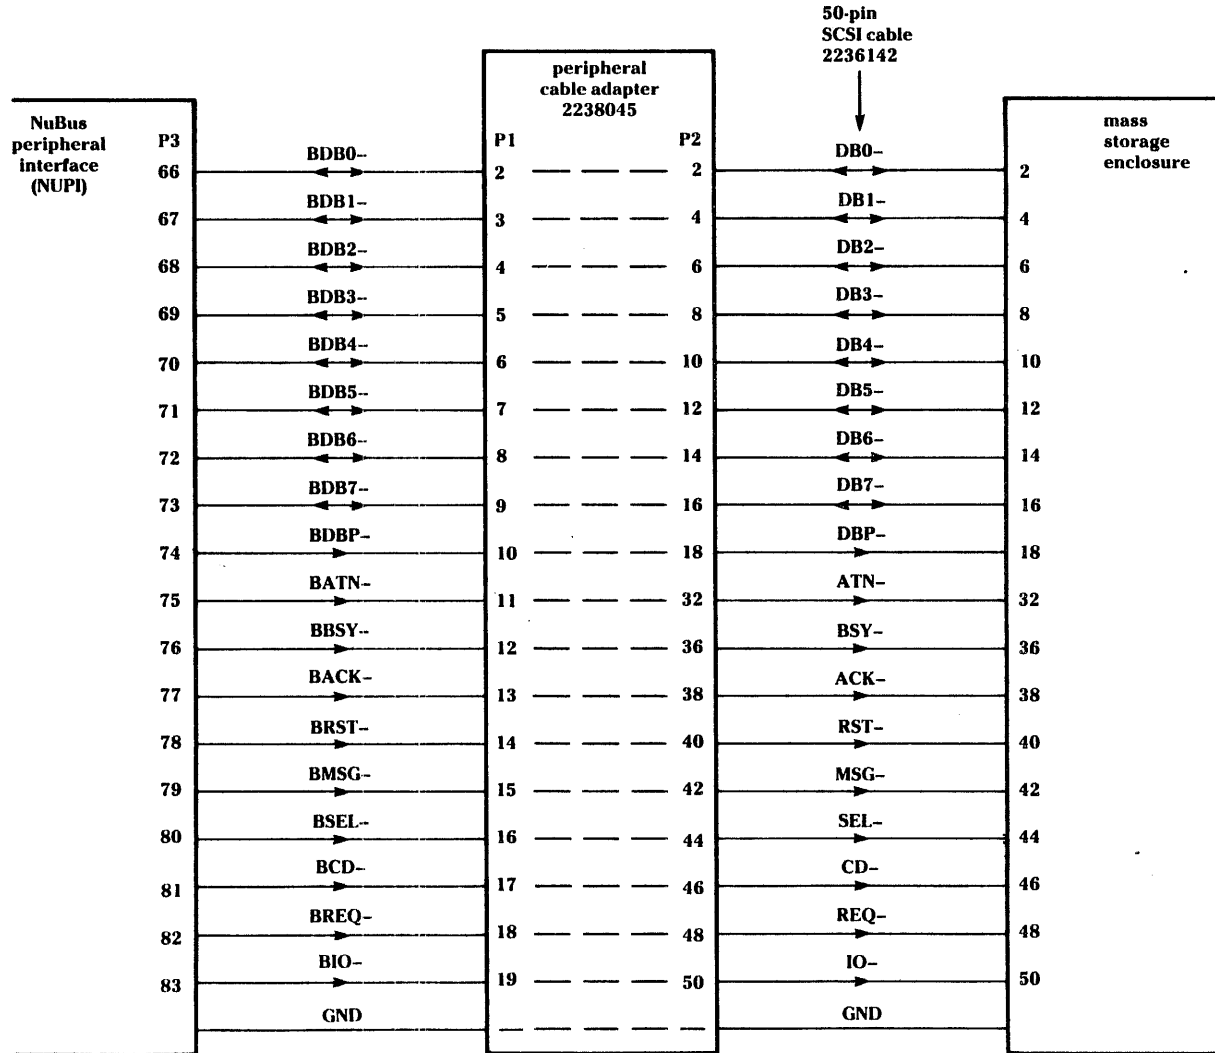 50-pin
SCSI cable
2236142
peripheral
cable adapter
2238045
NuBus
peripheral
interface
(NUPI)
mass
storage
enclosure
P3 P1 P2
66 BDB0-- 2 2 DB0– 2
67 BDB1– 3 4 DB1– 4
68 BDB2– 4 6 DB2– 6
69 BDB3– 5 8 DB3– 8
70 BDB4– 6 10 DB4– 10
71 BDB5-- 7 12 DB5– 12
72 BDB6-- 8 14 DB6– 14
73 BDB7– 9 16 DB7– 16
74 BDBP– 10 18 DBP– 18
75 BATN– 11 32 ATN– 32
76 BBSY-- 12 36 BSY– 36
77 BACK– 13 38 ACK– 38
78 BRST– 14 40 RST– 40
79 BMSG– 15 42 MSG– 42
80 BSEL– 16 44 SEL– 44
81 BCD– 17 46 CD– 46
82 BREQ– 18 48 REQ– 48
83 BIO– 19 50 IO– 50
GND GND